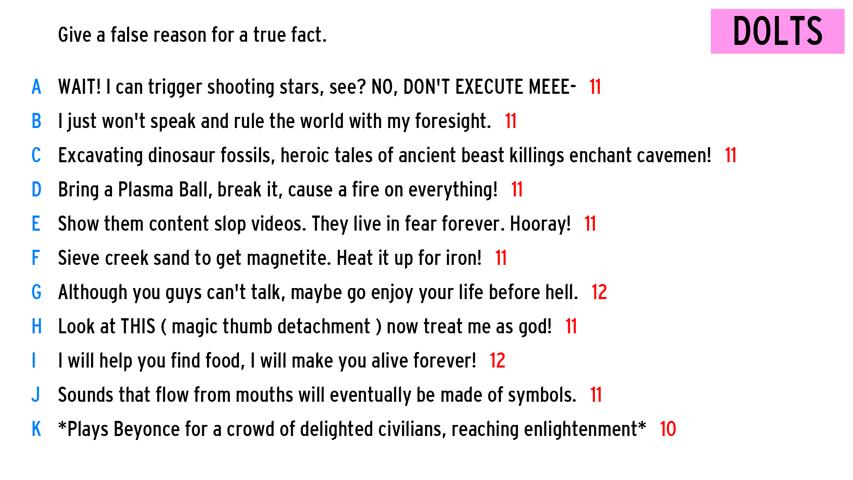 Give a false reason for a true fact.
DOLTS
A WAIT! I can trigger shooting stars, see? NO, DON'T EXECUTE MEEE- 11
B I just won't speak and rule the world with my foresight. 11
C Excavating dinosaur fossils, heroic tales of ancient beast killings enchant cavemen! 11
D Bring a Plasma Ball, break it, cause a fire on everything! 11
E Show them content slop videos. They live in fear forever. Hooray! 11
F Sieve creek sand to get magnetite. Heat it up for iron! 11
G Although you guys can't talk, maybe go enjoy your life before hell. 12
H Look at THIS ( magic thumb detachment ) now treat me as god! 11
I I will help you find food, I will make you alive forever! 12
J Sounds that flow from mouths will eventually be made of symbols. 11
K *Plays Beyonce for a crowd of delighted civilians, reaching enlightenment* 10